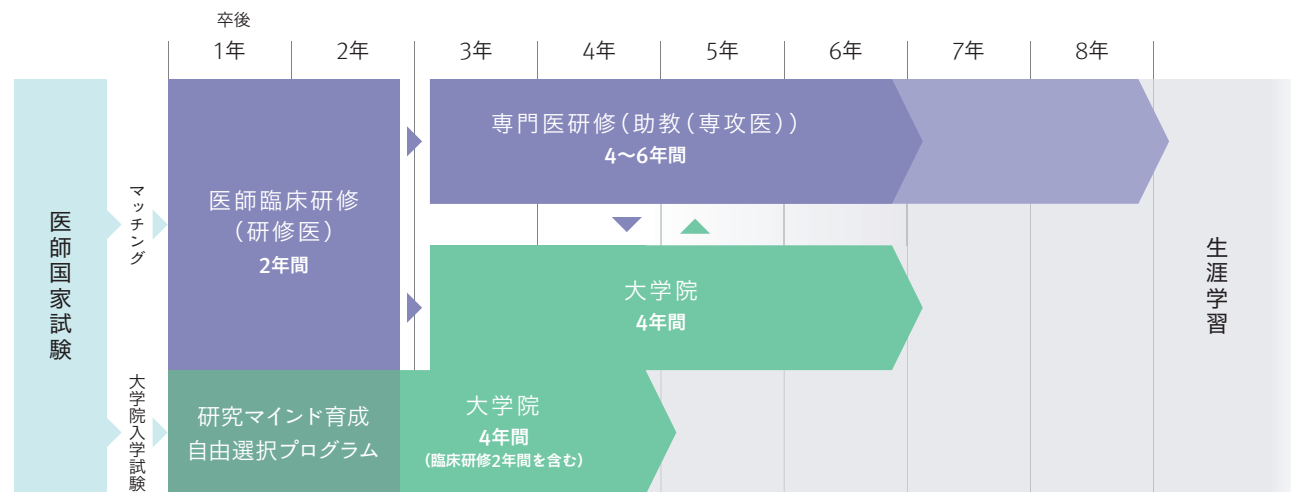 卒後
1年
2年
3年
4年
5年
6年
7年
8年
医師国家試験
マッチング
大学院入学試験
医師臨床研修
（研修医）
2年間
専門医研修（助教（専攻医））
4〜6年間
大学院
4年間
研究マインド育成
自由選択プログラム
大学院
4年間
（臨床研修2年間を含む）
生涯学習